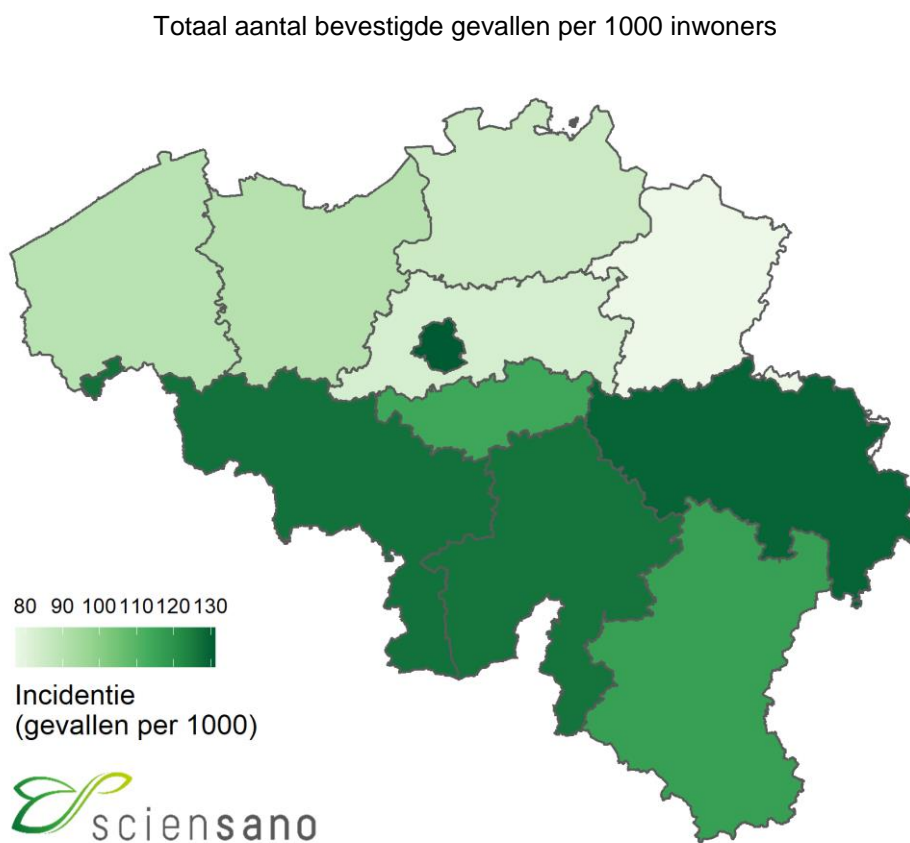 Totaal aantal bevestigde gevallen per 1000 inwoners
80 90 100 110 120 130
Incidentie
(gevallen per 1000)
sciensano